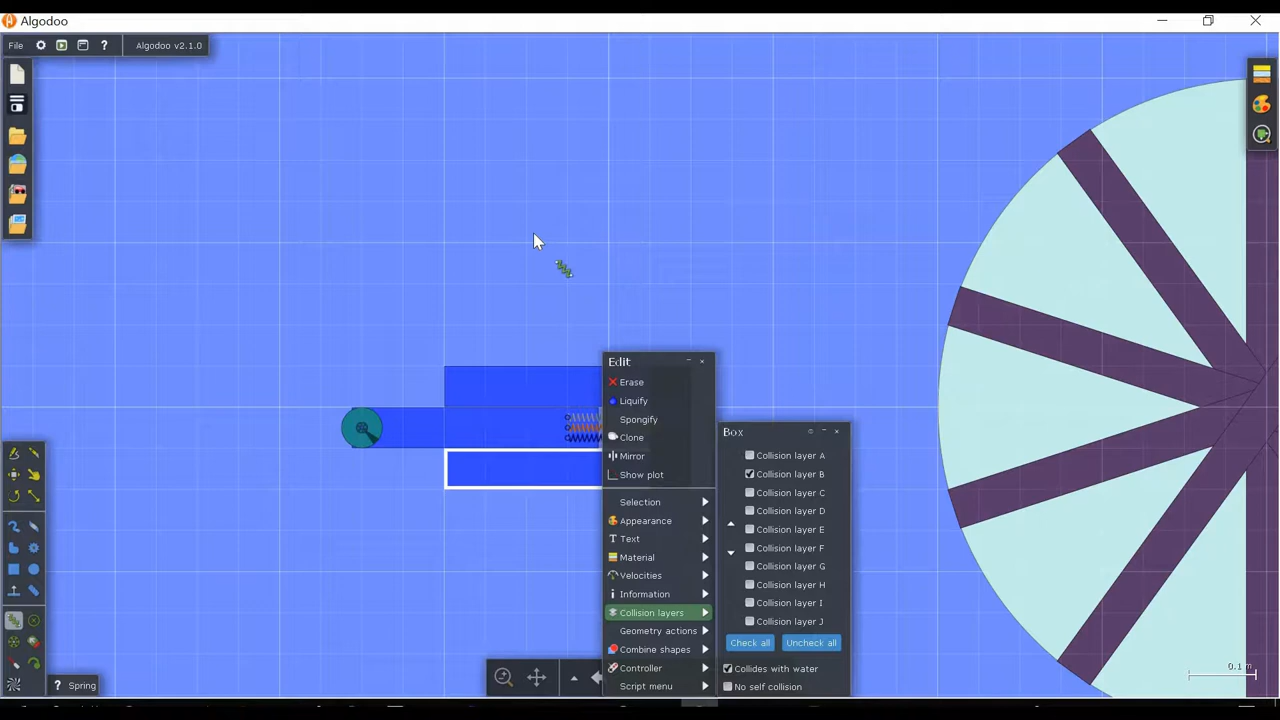 Algodoo
File
?
Algodoo v2.1.0
Edit
Erase
Liquify
Spongify
Clone
Mirror
Show plot
Selection
Appearance
Text
Material
Velocities
Information
Collision layers
Geometry actions
Combine shapes
Controller
Script menu
Box
Collision layer A
Collision layer B
Collision layer C
Collision layer D
Collision layer E
Collision layer F
Collision layer G
Collision layer H
Collision layer I
Collision layer J
Check all
Uncheck all
Collides with water
No self collision
0.1 m
? Spring